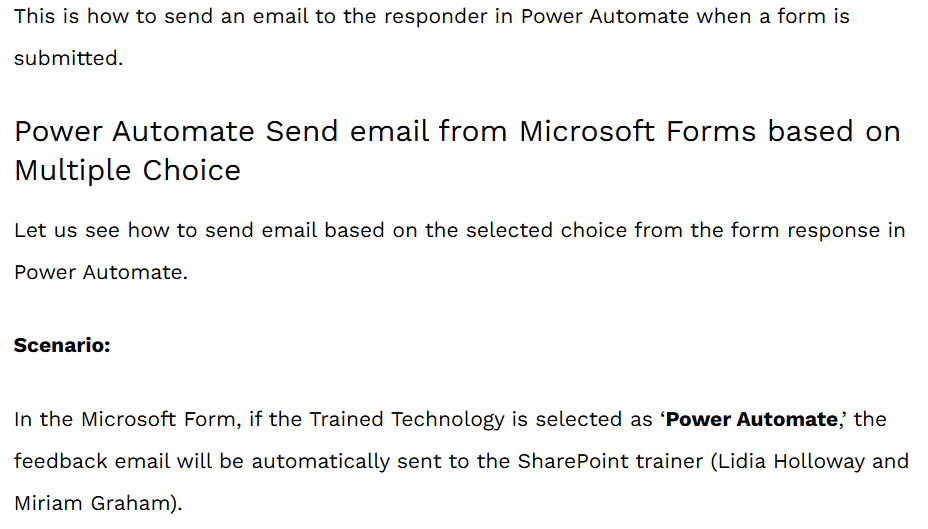 This is how to send an email to the responder in Power Automate when a form is
submitted.
Power Automate Send email from Microsoft Forms based on
Multiple Choice
Let us see how to send email based on the selected choice from the form response in
Power Automate.
Scenario:
In the Microsoft Form, if the Trained Technology is selected as ‘Power Automate,’ the
feedback email will be automatically sent to the SharePoint trainer (Lidia Holloway and
Miriam Graham).